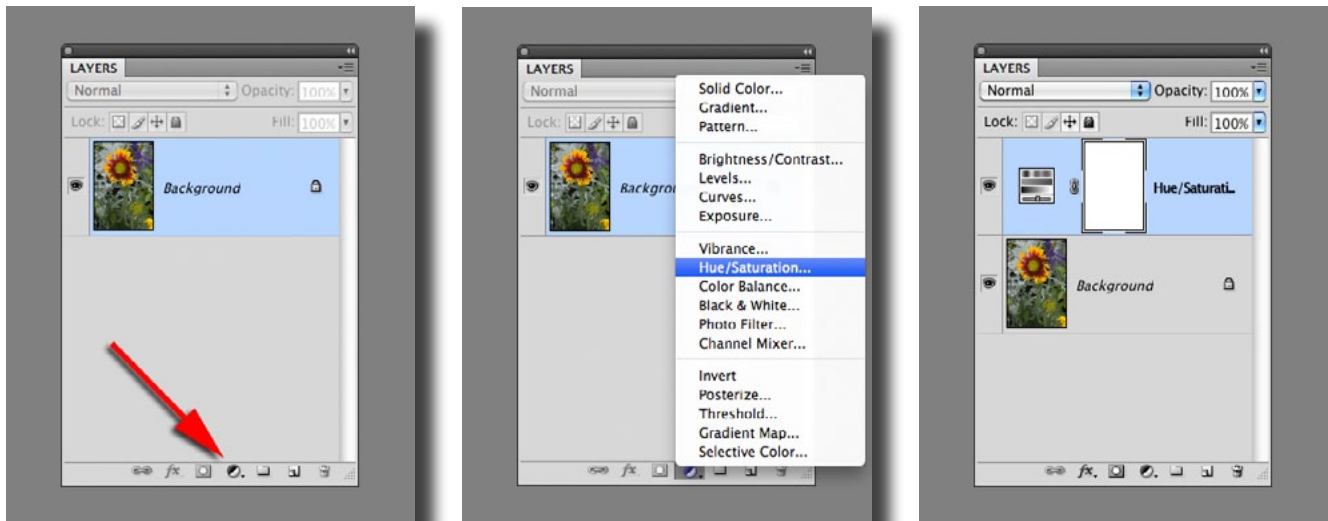 LAYERS
Normal Opacity: 100%
Lock: Fill: 100%
Background
fx.
LAYERS
Normal
Lock:
Backgrou
fx.
Solid Color...
Gradient...
Pattern...
Brightness/Contrast...
Levels...
Curves...
Exposure...
Vibrance...
Hue/Saturation...
Color Balance...
Black & White...
Photo Filter...
Channel Mixer...
Invert
Posterize...
Threshold...
Gradient Map...
Selective Color...
LAYERS
Normal Opacity: 100%
Lock: Fill: 100%
Hue/Saturati...
Background
fx.